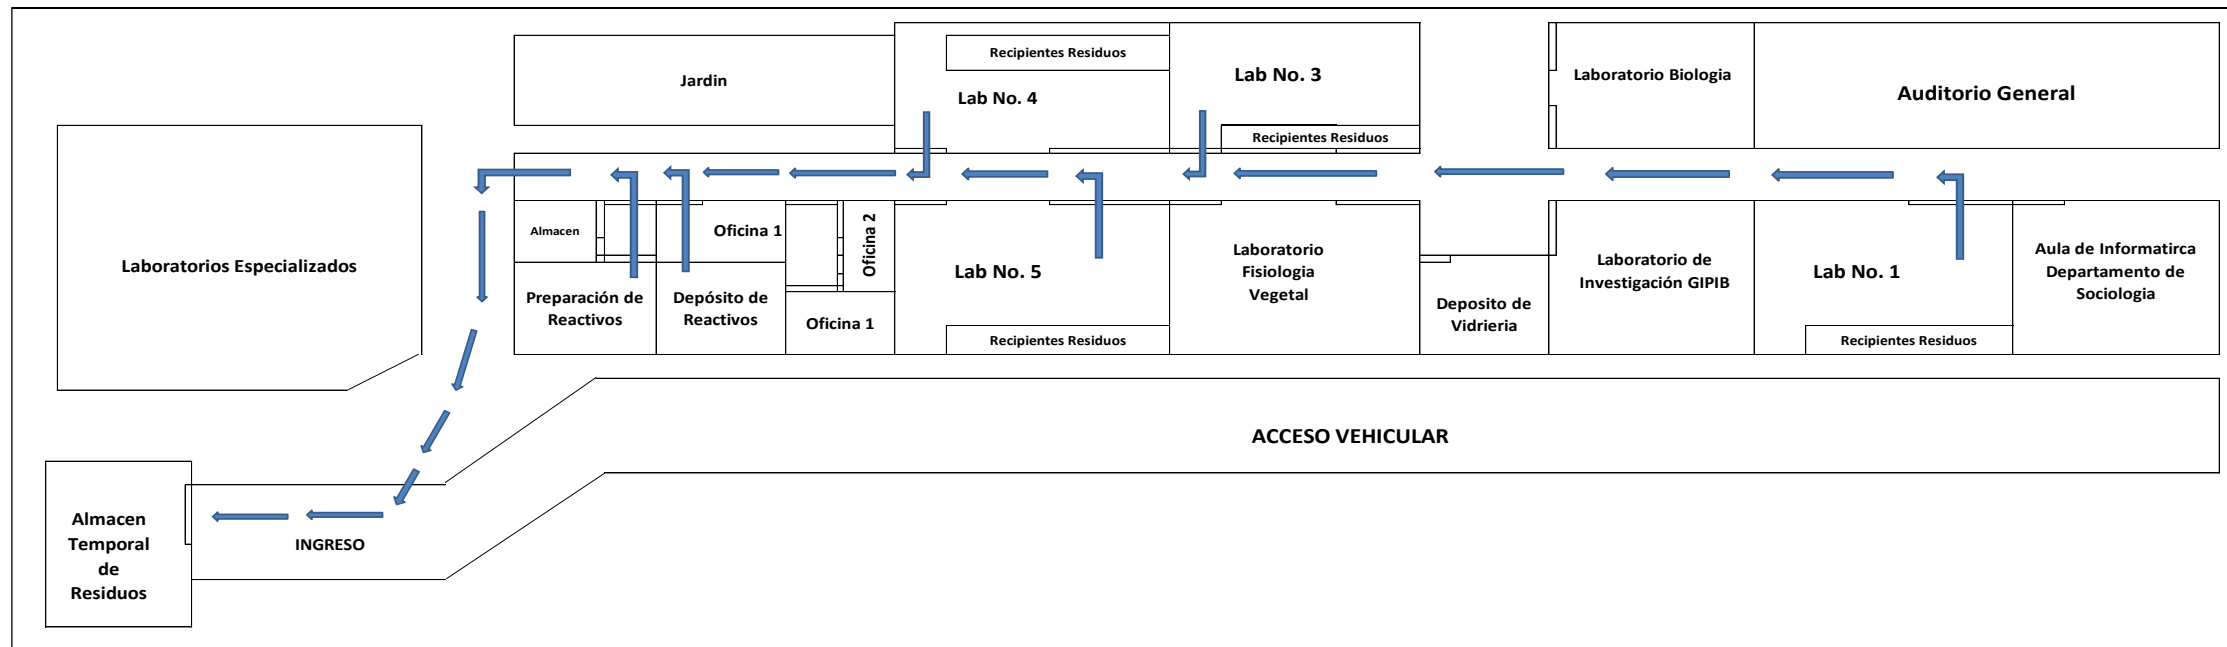 Recipientes Residuos
Jardin
Lab No. 3
Lab No. 4
Recipientes Residuos
Laboratorio Biologia
Auditorio General
Laboratorios Especializados
Almacen
Oficina 1
Oficina 2
Preparación de
Reactivos
Depósito de
Reactivos
Oficina 1
Lab No. 5
Recipientes Residuos
Laboratorio
Fisiologia
Vegetal
Deposito de
Vidrieria
Laboratorio de
Investigación GIPIB
Lab No. 1
Recipientes Residuos
Aula de Informatirca
Departamento de
Sociologia
ACCESO VEHICULAR
Almacen
Temporal
de
Residuos
INGRESO